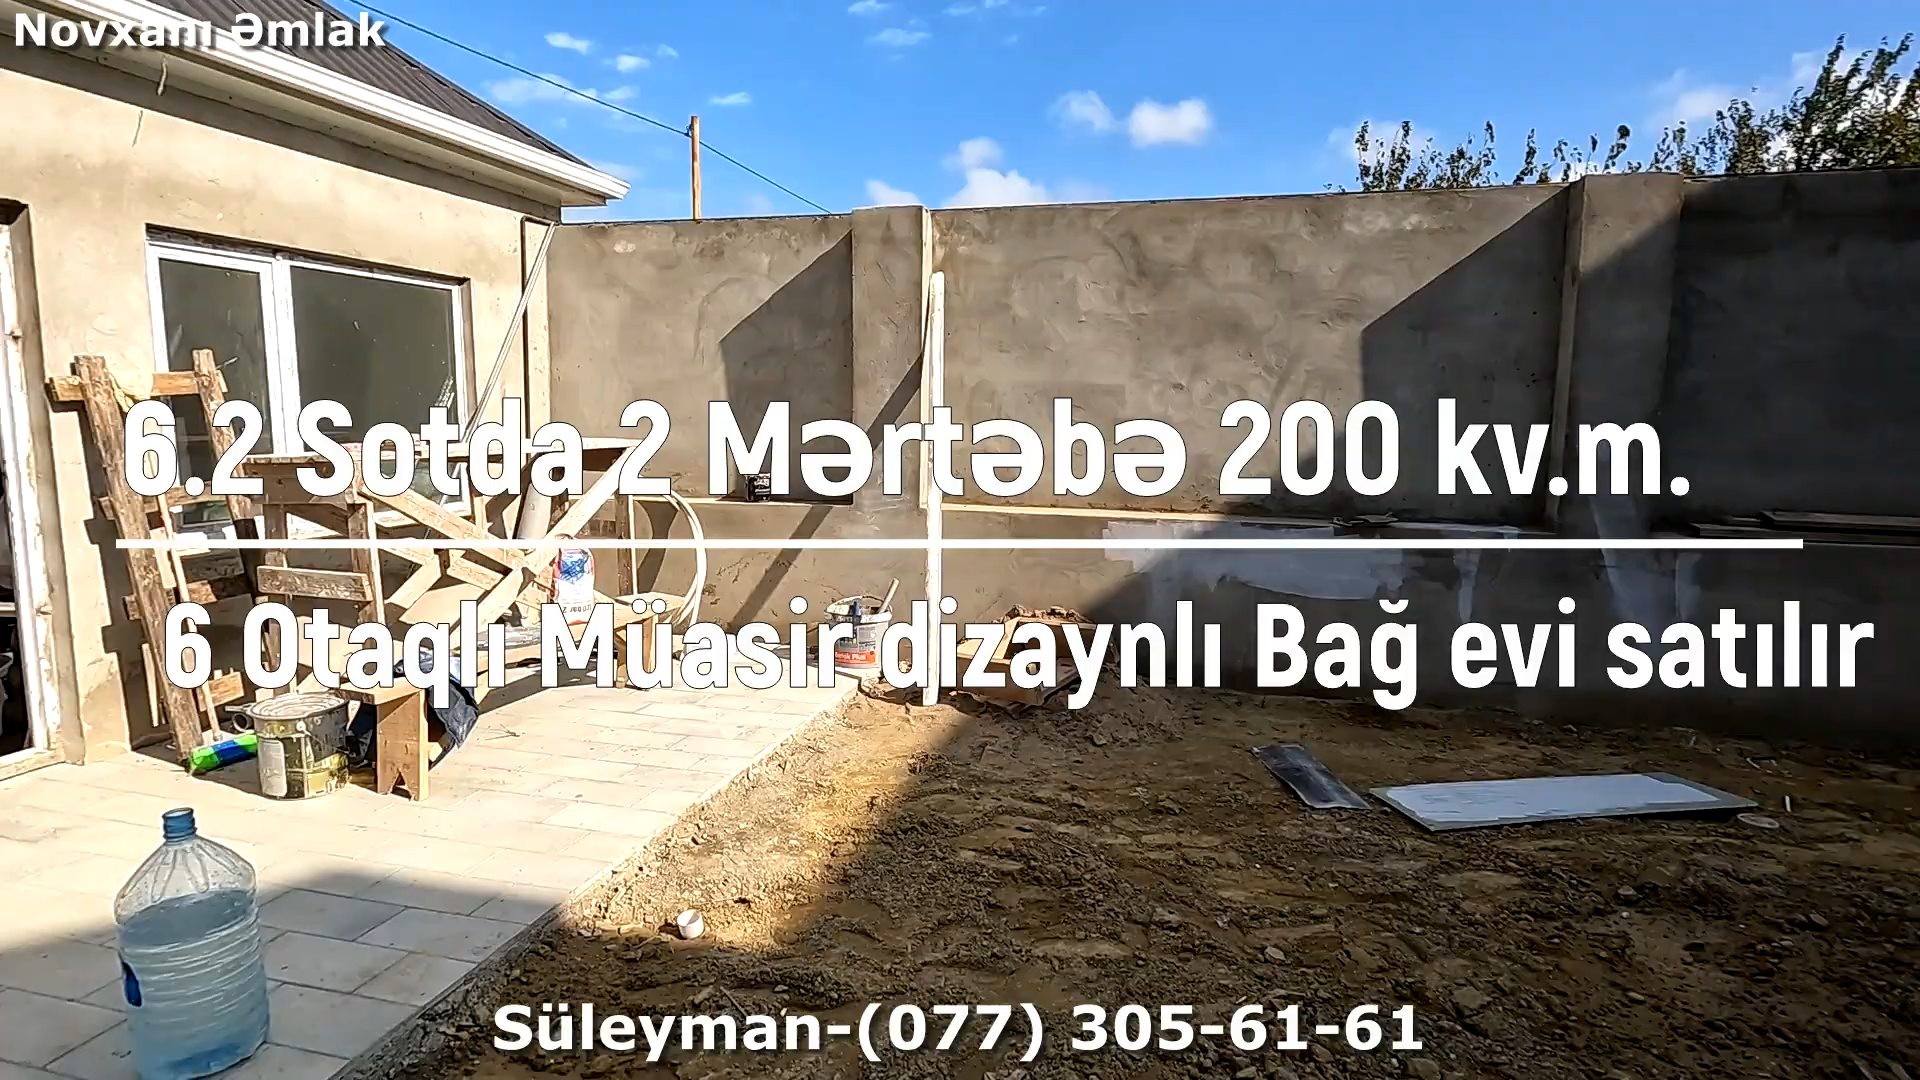 Novxanı Əmlak
6.2 Sotda 2 Mərtəbə 200 kv.m.
6 Otaqlı Müasir dizaynlı Bağ evi satılır
Süleyman-(077) 305-61-61